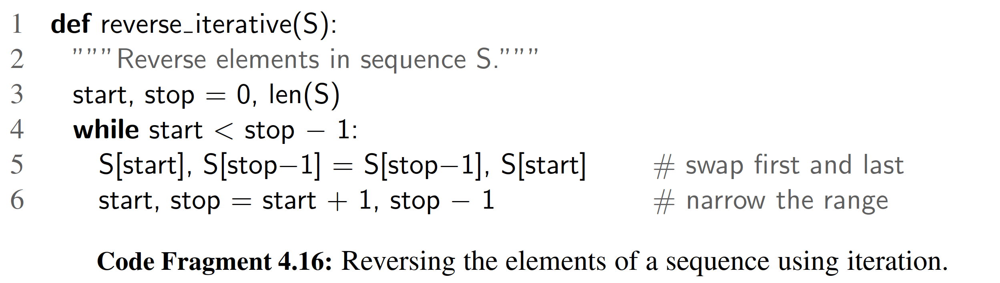 1 def reverse_iterative(S):
2 """Reverse elements in sequence S."""
3 start, stop = 0, len(S)
4 while start < stop − 1:
5 S[start], S[stop−1] = S[stop−1], S[start] # swap first and last
6 start, stop = start + 1, stop − 1 # narrow the range
Code Fragment 4.16: Reversing the elements of a sequence using iteration.